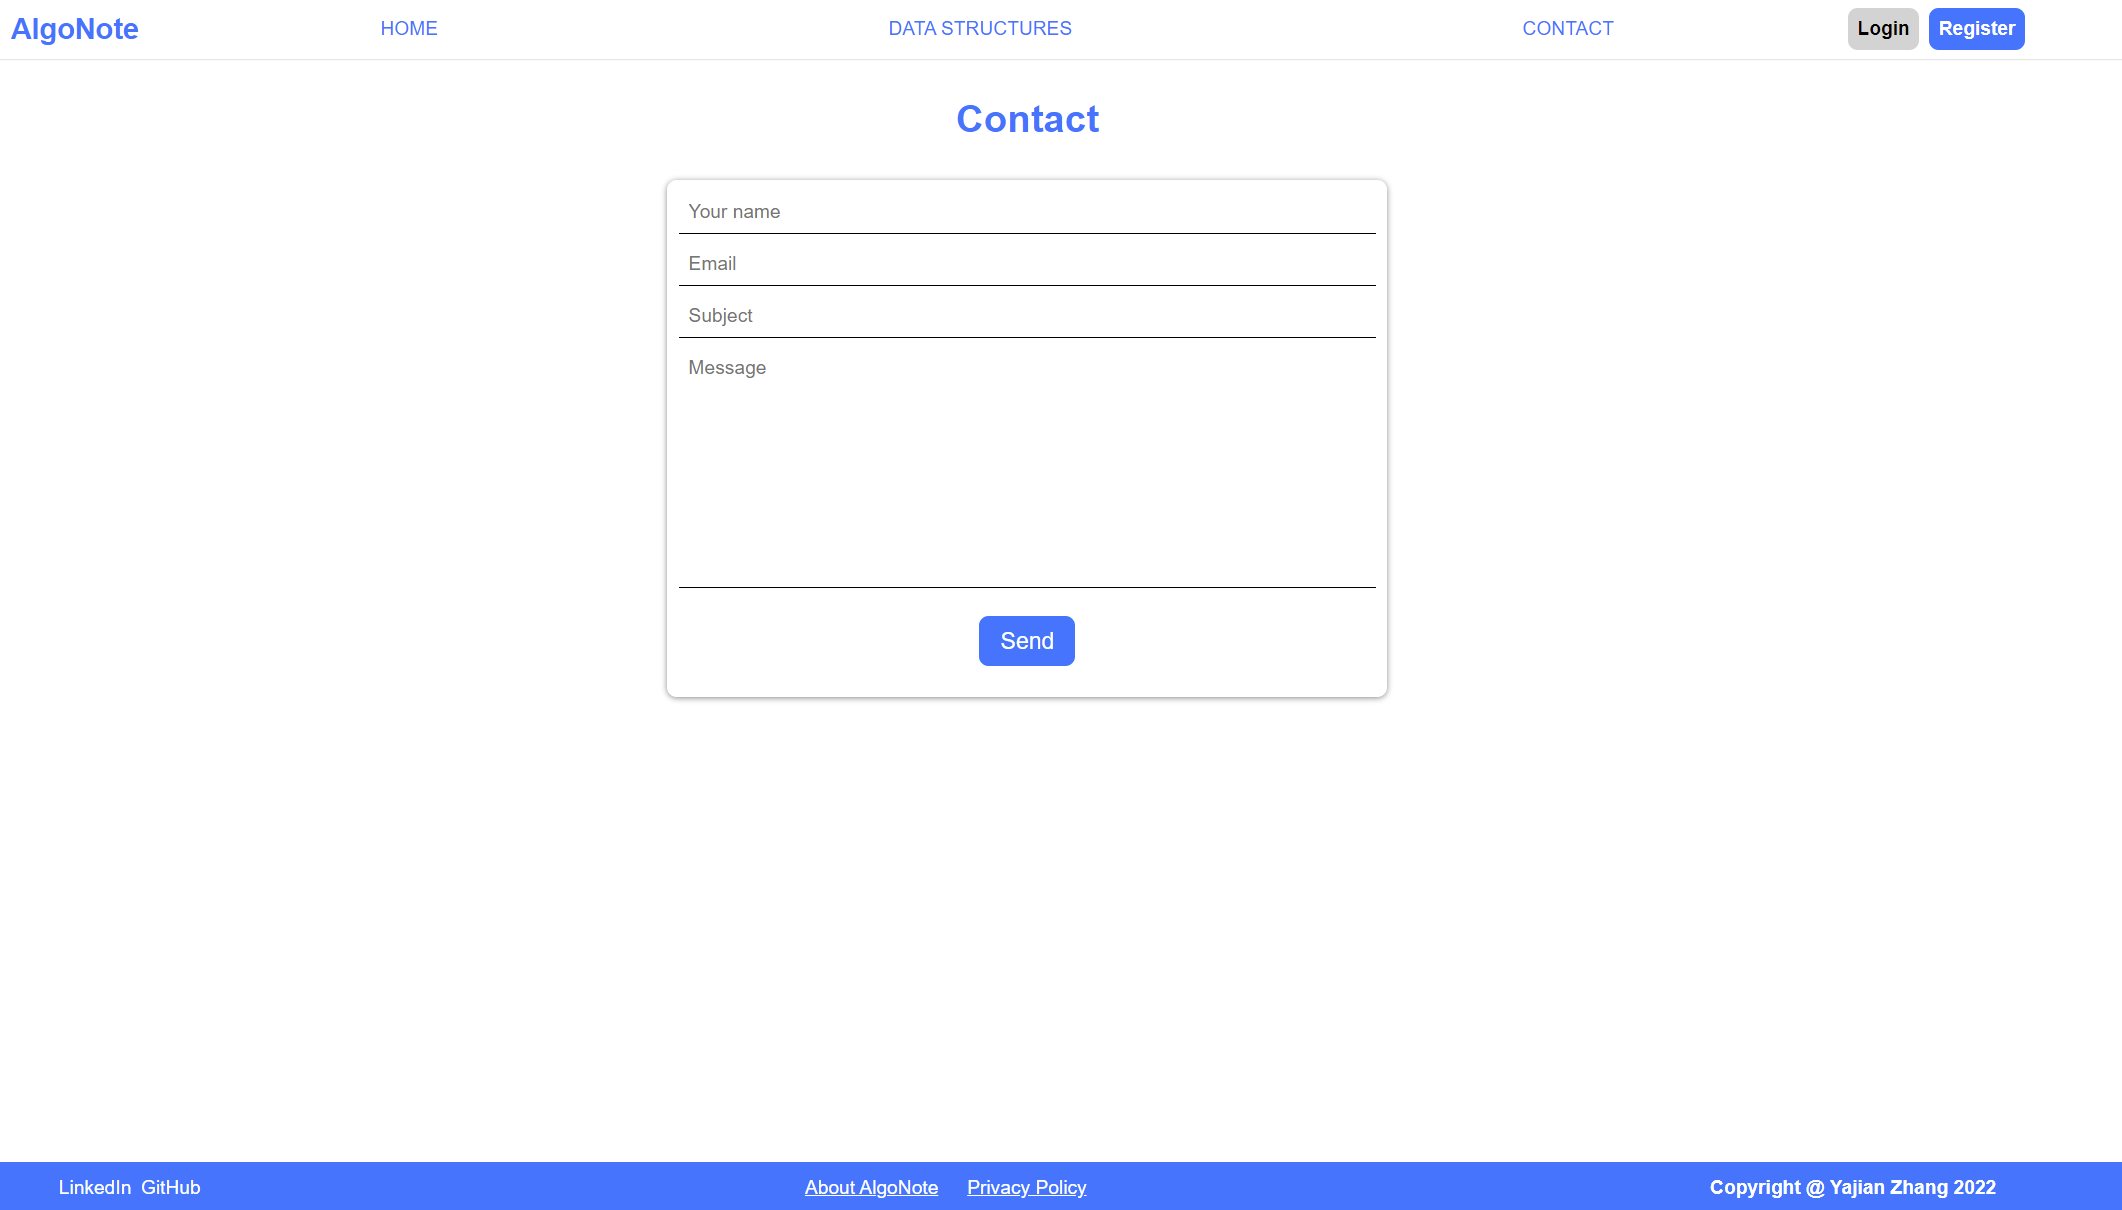 AlgoNote HOME DATA STRUCTURES CONTACT Login Register
Contact
Your name
Email
Subject
Message
Send
LinkedIn GitHub About AlgoNote Privacy Policy Copyright @ Yajian Zhang 2022